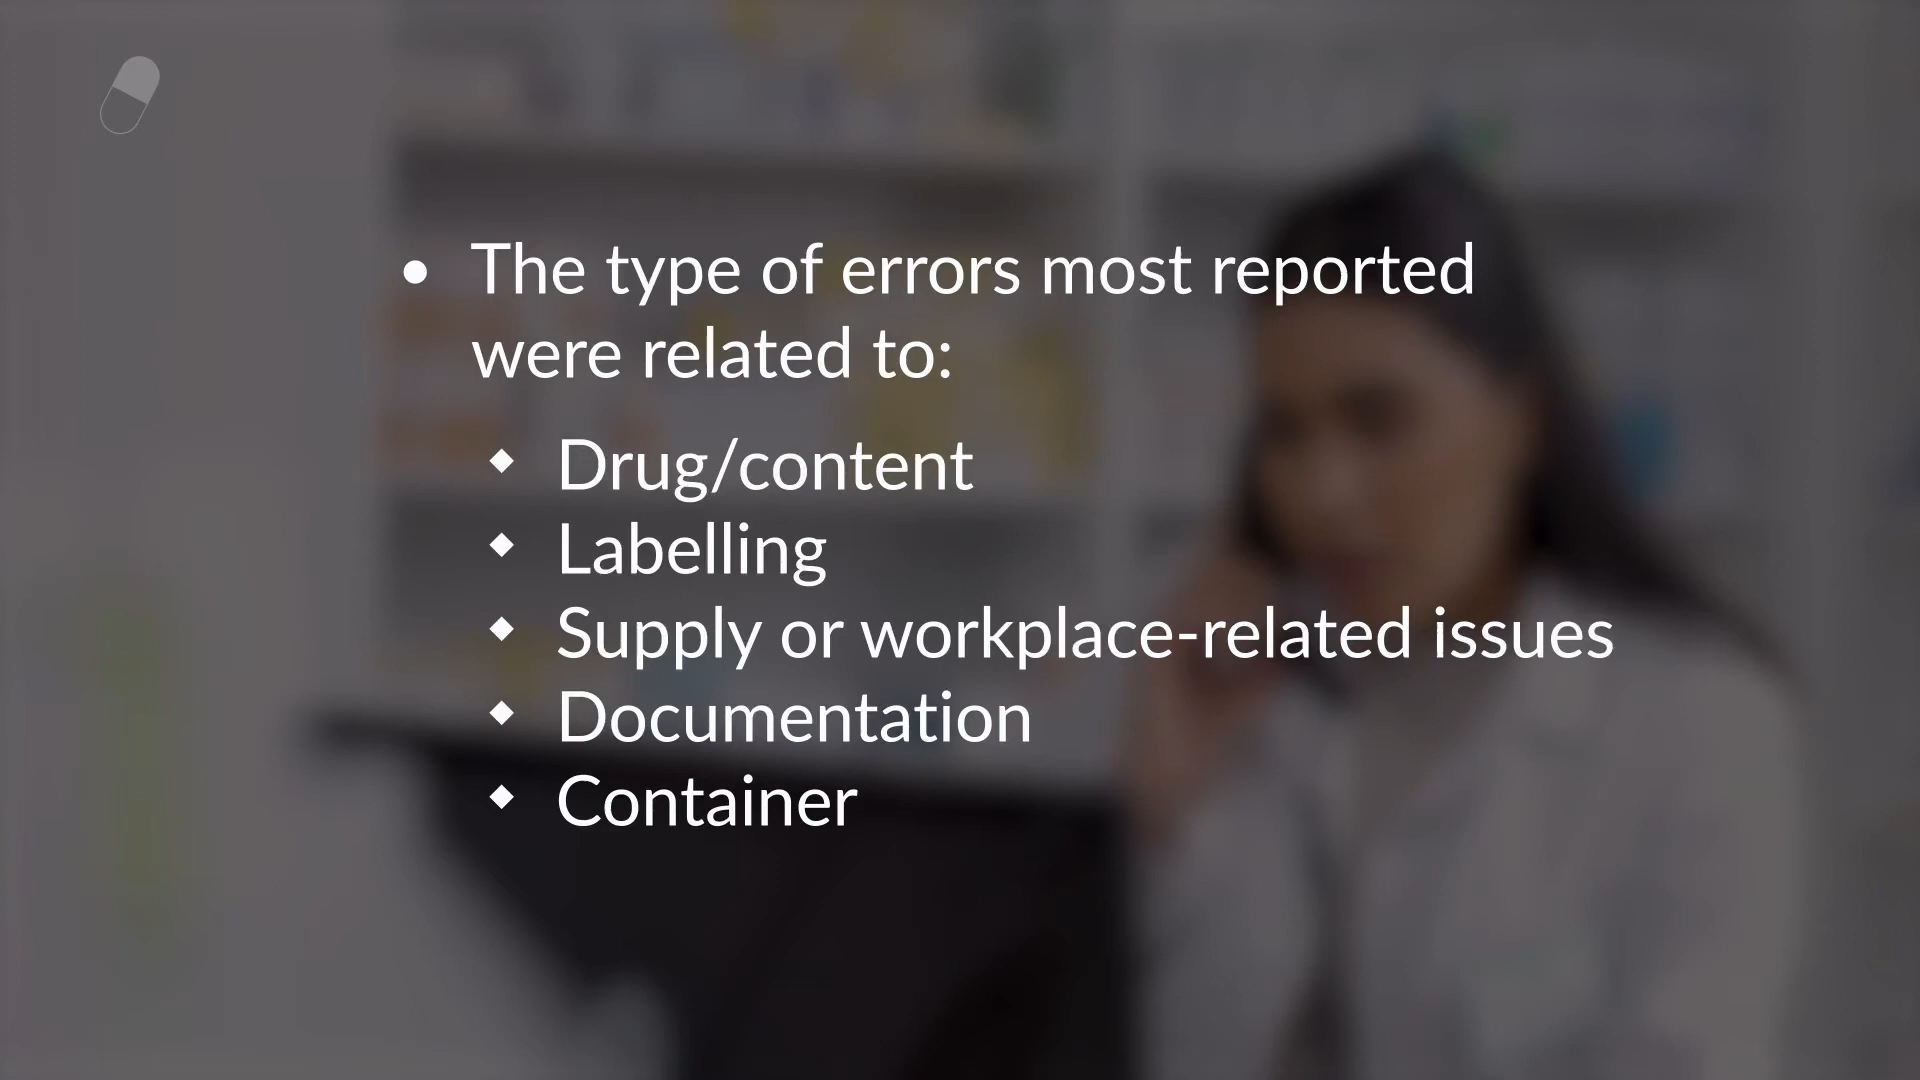 • The type of errors most reported
were related to:
◆ Drug/content
◆ Labelling
◆ Supply or workplace-related issues
◆ Documentation
◆ Container